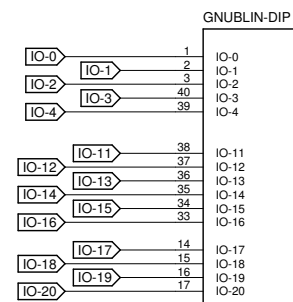 GNUBLIN-DIP
IO-0 1 IO-0
IO-1 2 IO-1
IO-2 3 IO-2
IO-3 40 IO-3
IO-4 39 IO-4
IO-11 38 IO-11
IO-12 37 IO-12
IO-13 36 IO-13
IO-14 35 IO-14
IO-15 34 IO-15
IO-16 33 IO-16
IO-17 14 IO-17
IO-18 15 IO-18
IO-19 16 IO-19
IO-20 17 IO-20